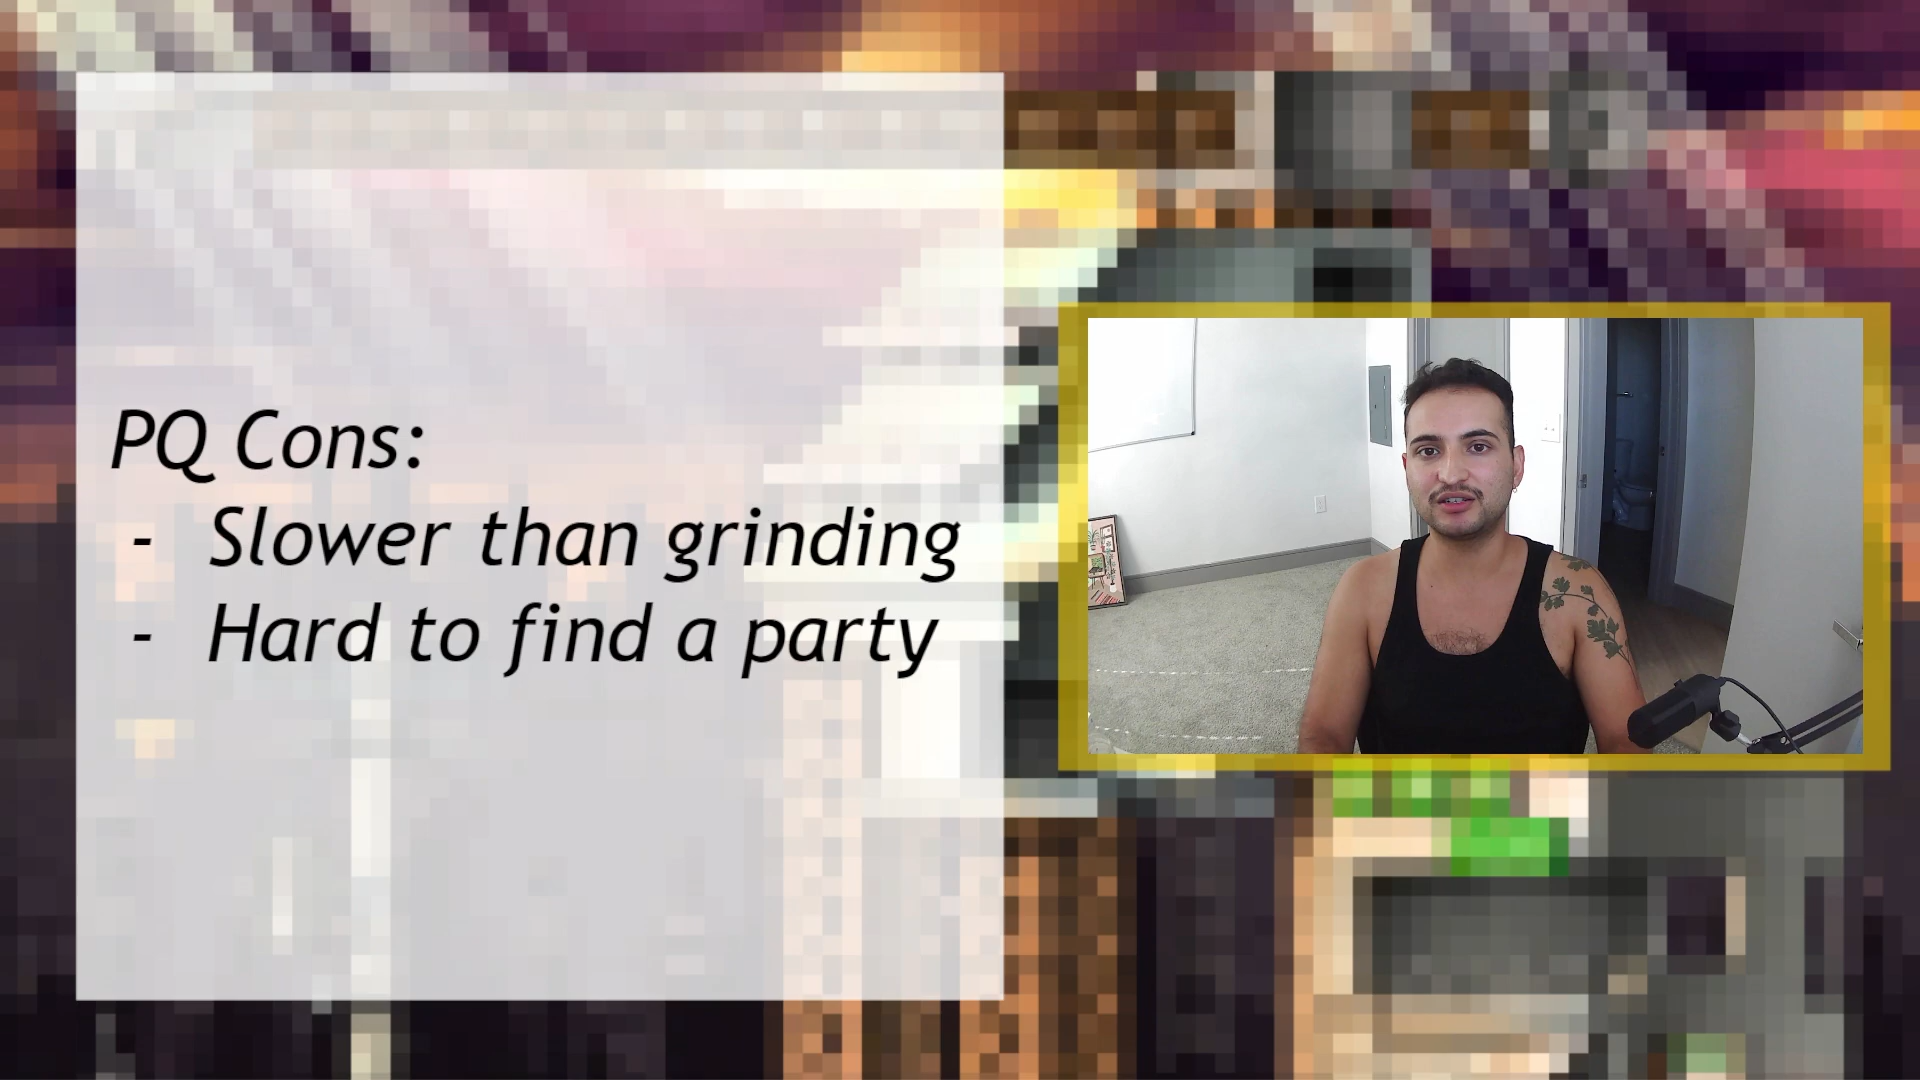 PQ Cons:
- Slower than grinding
- Hard to find a party